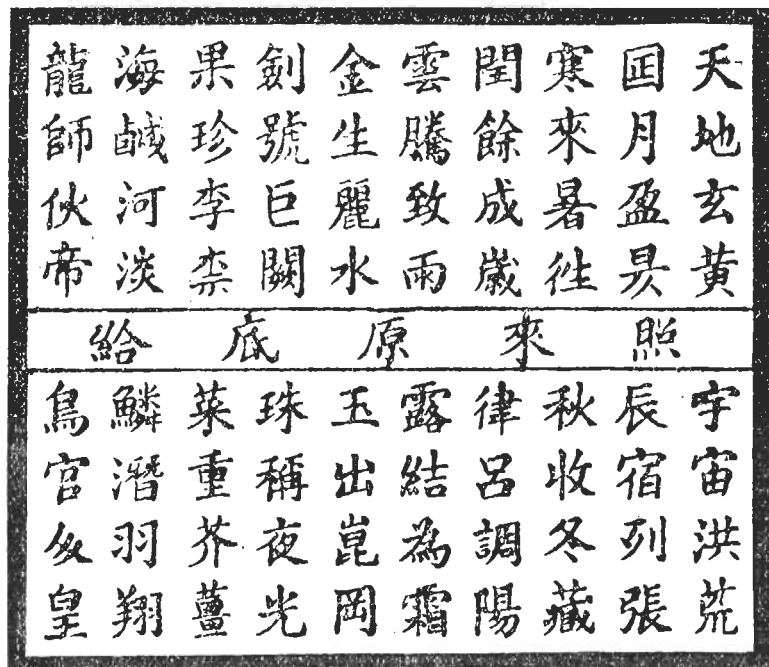 天地玄黃
囸月盈昃
寒來暑徃
閏餘成歲
雲騰致雨
金生麗水
劍號巨闕
果珍李柰
海鹹河淡
龍師伙帝
照來原底給
宇宙洪荒
辰宿列張
秋收冬藏
律呂調陽
露結為霜
玉出崑岡
珠稱夜光
菜重芥薑
鱗潛羽翔
鳥官皇